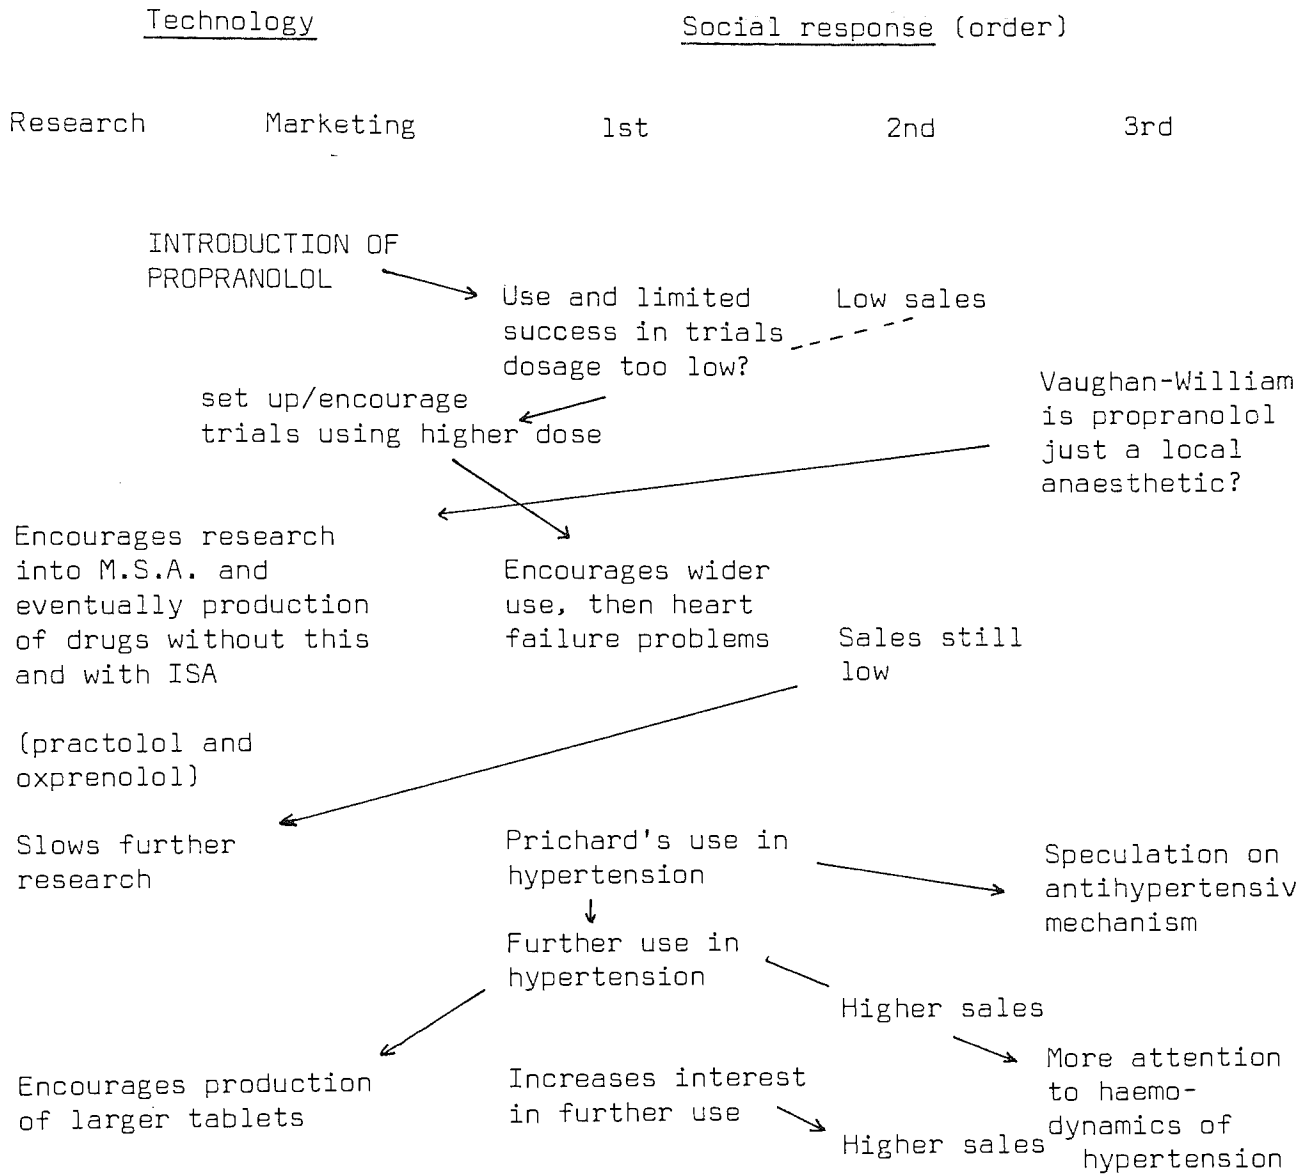 Technology
Social response (order)
Research
Marketing
1st
2nd
3rd
INTRODUCTION OF
PROPRANOLOL
Use and limited
success in trials
dosage too low?
Low sales
set up/encourage
trials using higher dose
Vaughan-William
is propranolol
just a local
anaesthetic?
Encourages research
into M.S.A. and
eventually production
of drugs without this
and with ISA
(practolol and
oxprenolol)
Encourages wider
use, then heart
failure problems
Sales still
low
Slows further
research
Prichard's use in
hypertension
Speculation on
antihypertensiv
mechanism
Further use in
hypertension
Higher sales
Encourages production
of larger tablets
Increases interest
in further use
Higher sales
More attention
to haemo-
dynamics of
hypertension